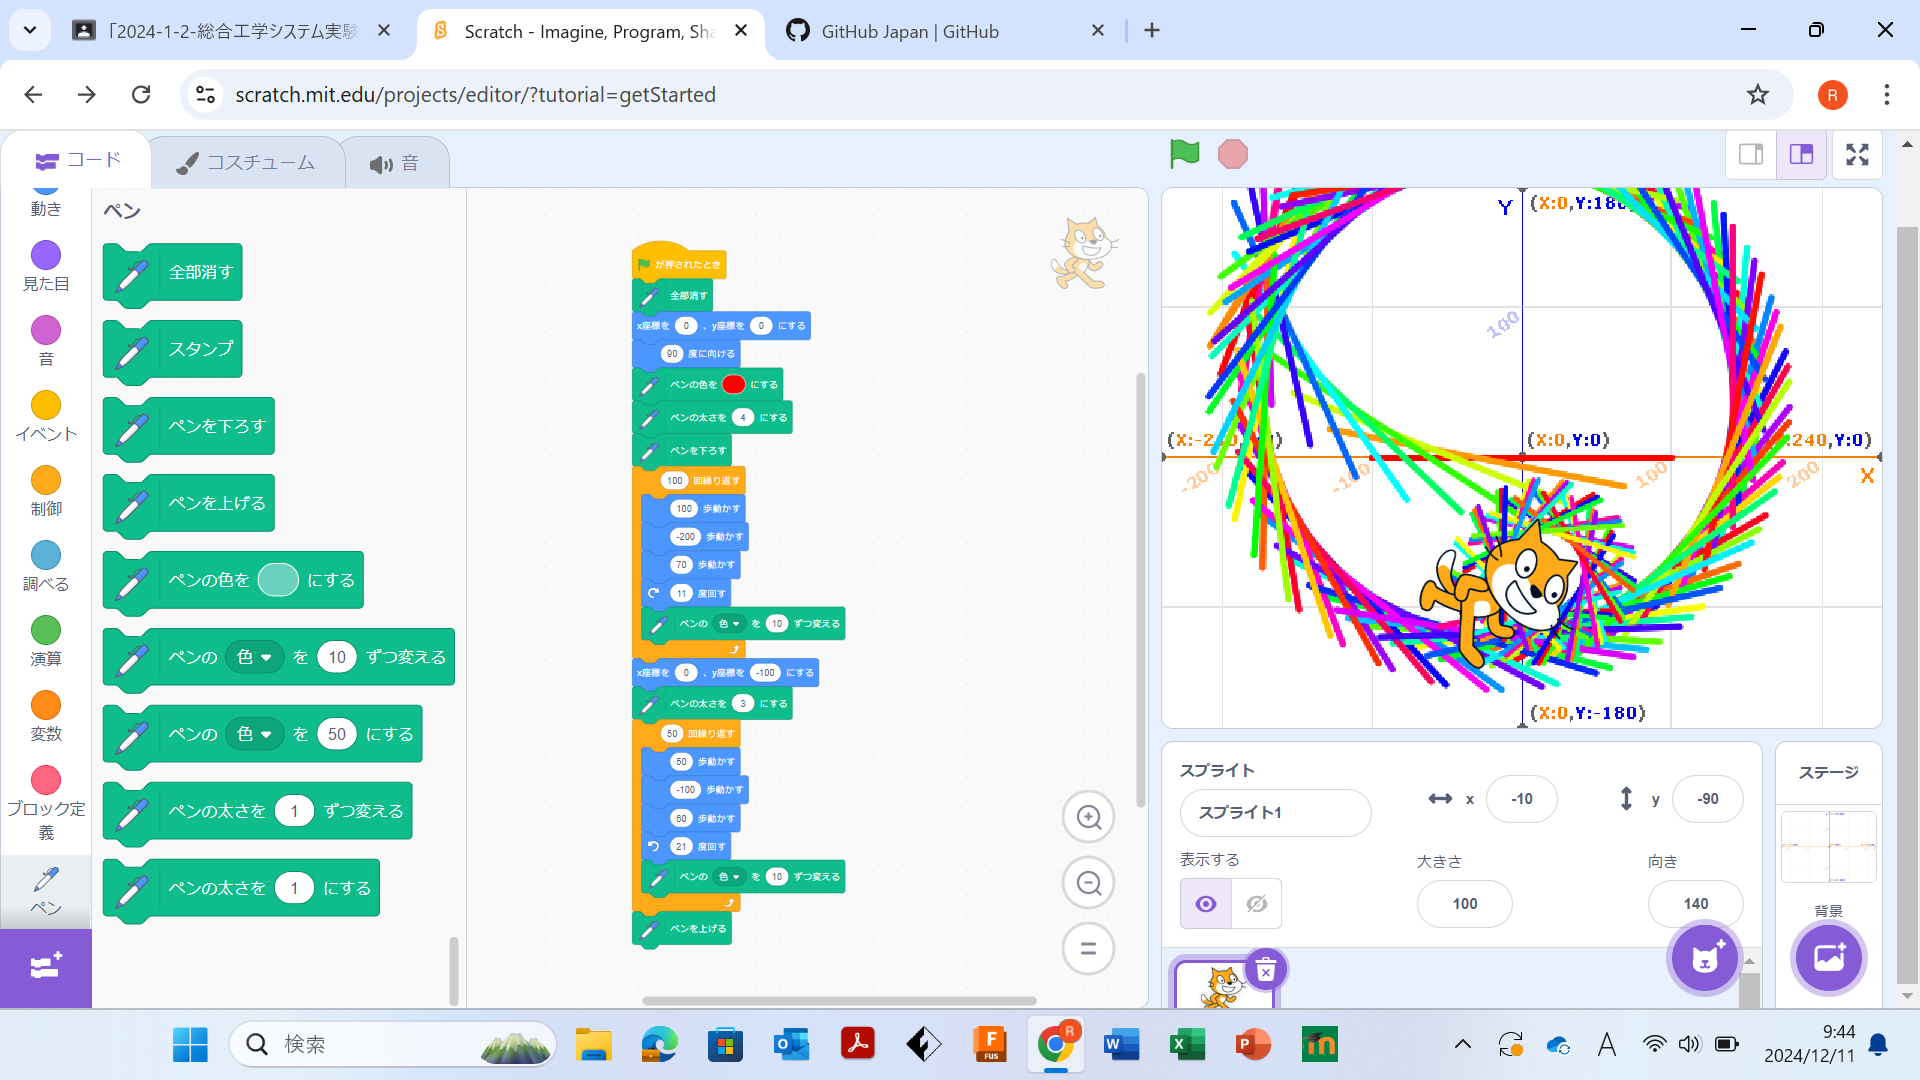 「2024-1-2-総合工学システム実験
Scratch - Imagine, Program, Sha
GitHub Japan | GitHub
scratch.mit.edu/projects/editor/?tutorial=getStarted
R
コード
コスチューム
音
動き
見た目
音
イベント
制御
調べる
演算
変数
ブロック定義
ペン
ペン
全部消す
スタンプ
ペンを下ろす
ペンを上げる
ペンの色を にする
ペンの 色 を 10 ずつ変える
ペンの 色 を 50 にする
ペンの太さを 1 ずつ変える
ペンの太さを 1 にする
が押されたとき
全部消す
x座標を 0 、y座標を 0 にする
90 度に向ける
ペンの色を にする
ペンの太さを 4 にする
ペンを下ろす
100 回繰り返す
100 歩動かす
-200 歩動かす
70 歩動かす
11 度回す
ペンの 色 を 10 ずつ変える
x座標を 0 、y座標を -100 にする
ペンの太さを 3 にする
50 回繰り返す
50 歩動かす
-100 歩動かす
60 歩動かす
21 度回す
ペンの 色 を 10 ずつ変える
ペンを上げる
Y
(X:0,Y:180
100
(X:-2
(X:0,Y:0)
240,Y:0)
-200
-100
100
200
X
(X:0,Y:-180)
スプライト
スプライト1
x -10
y -90
表示する
大きさ
100
向き
140
ステージ
背景
検索
R
FUS
A
9:44
2024/12/11